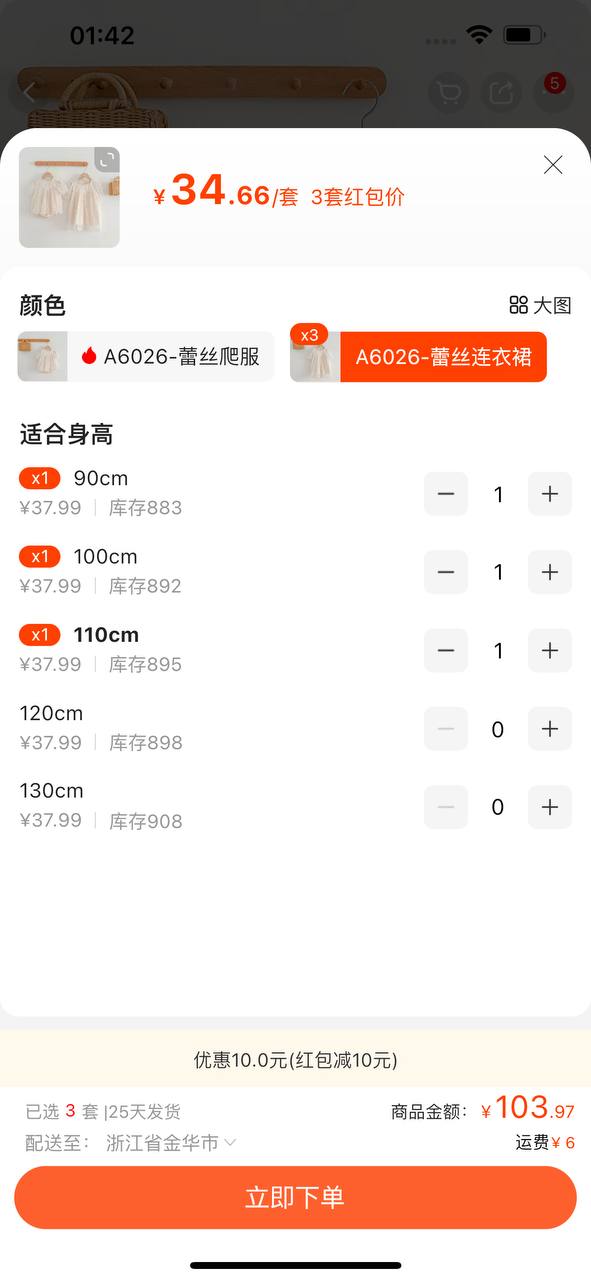 01:42
5
¥34.66/套 3套红包价
颜色
大图
A6026-蕾丝爬服
x3
A6026-蕾丝连衣裙
适合身高
x1 90cm
¥37.99 库存883
1
x1 100cm
¥37.99 库存892
1
x1 110cm
¥37.99 库存895
1
120cm
¥37.99 库存898
0
130cm
¥37.99 库存908
0
优惠10.0元(红包减10元)
已选 3 套 |25天发货
商品金额: ¥103.97
配送至: 浙江省金华市
运费¥ 6
立即下单